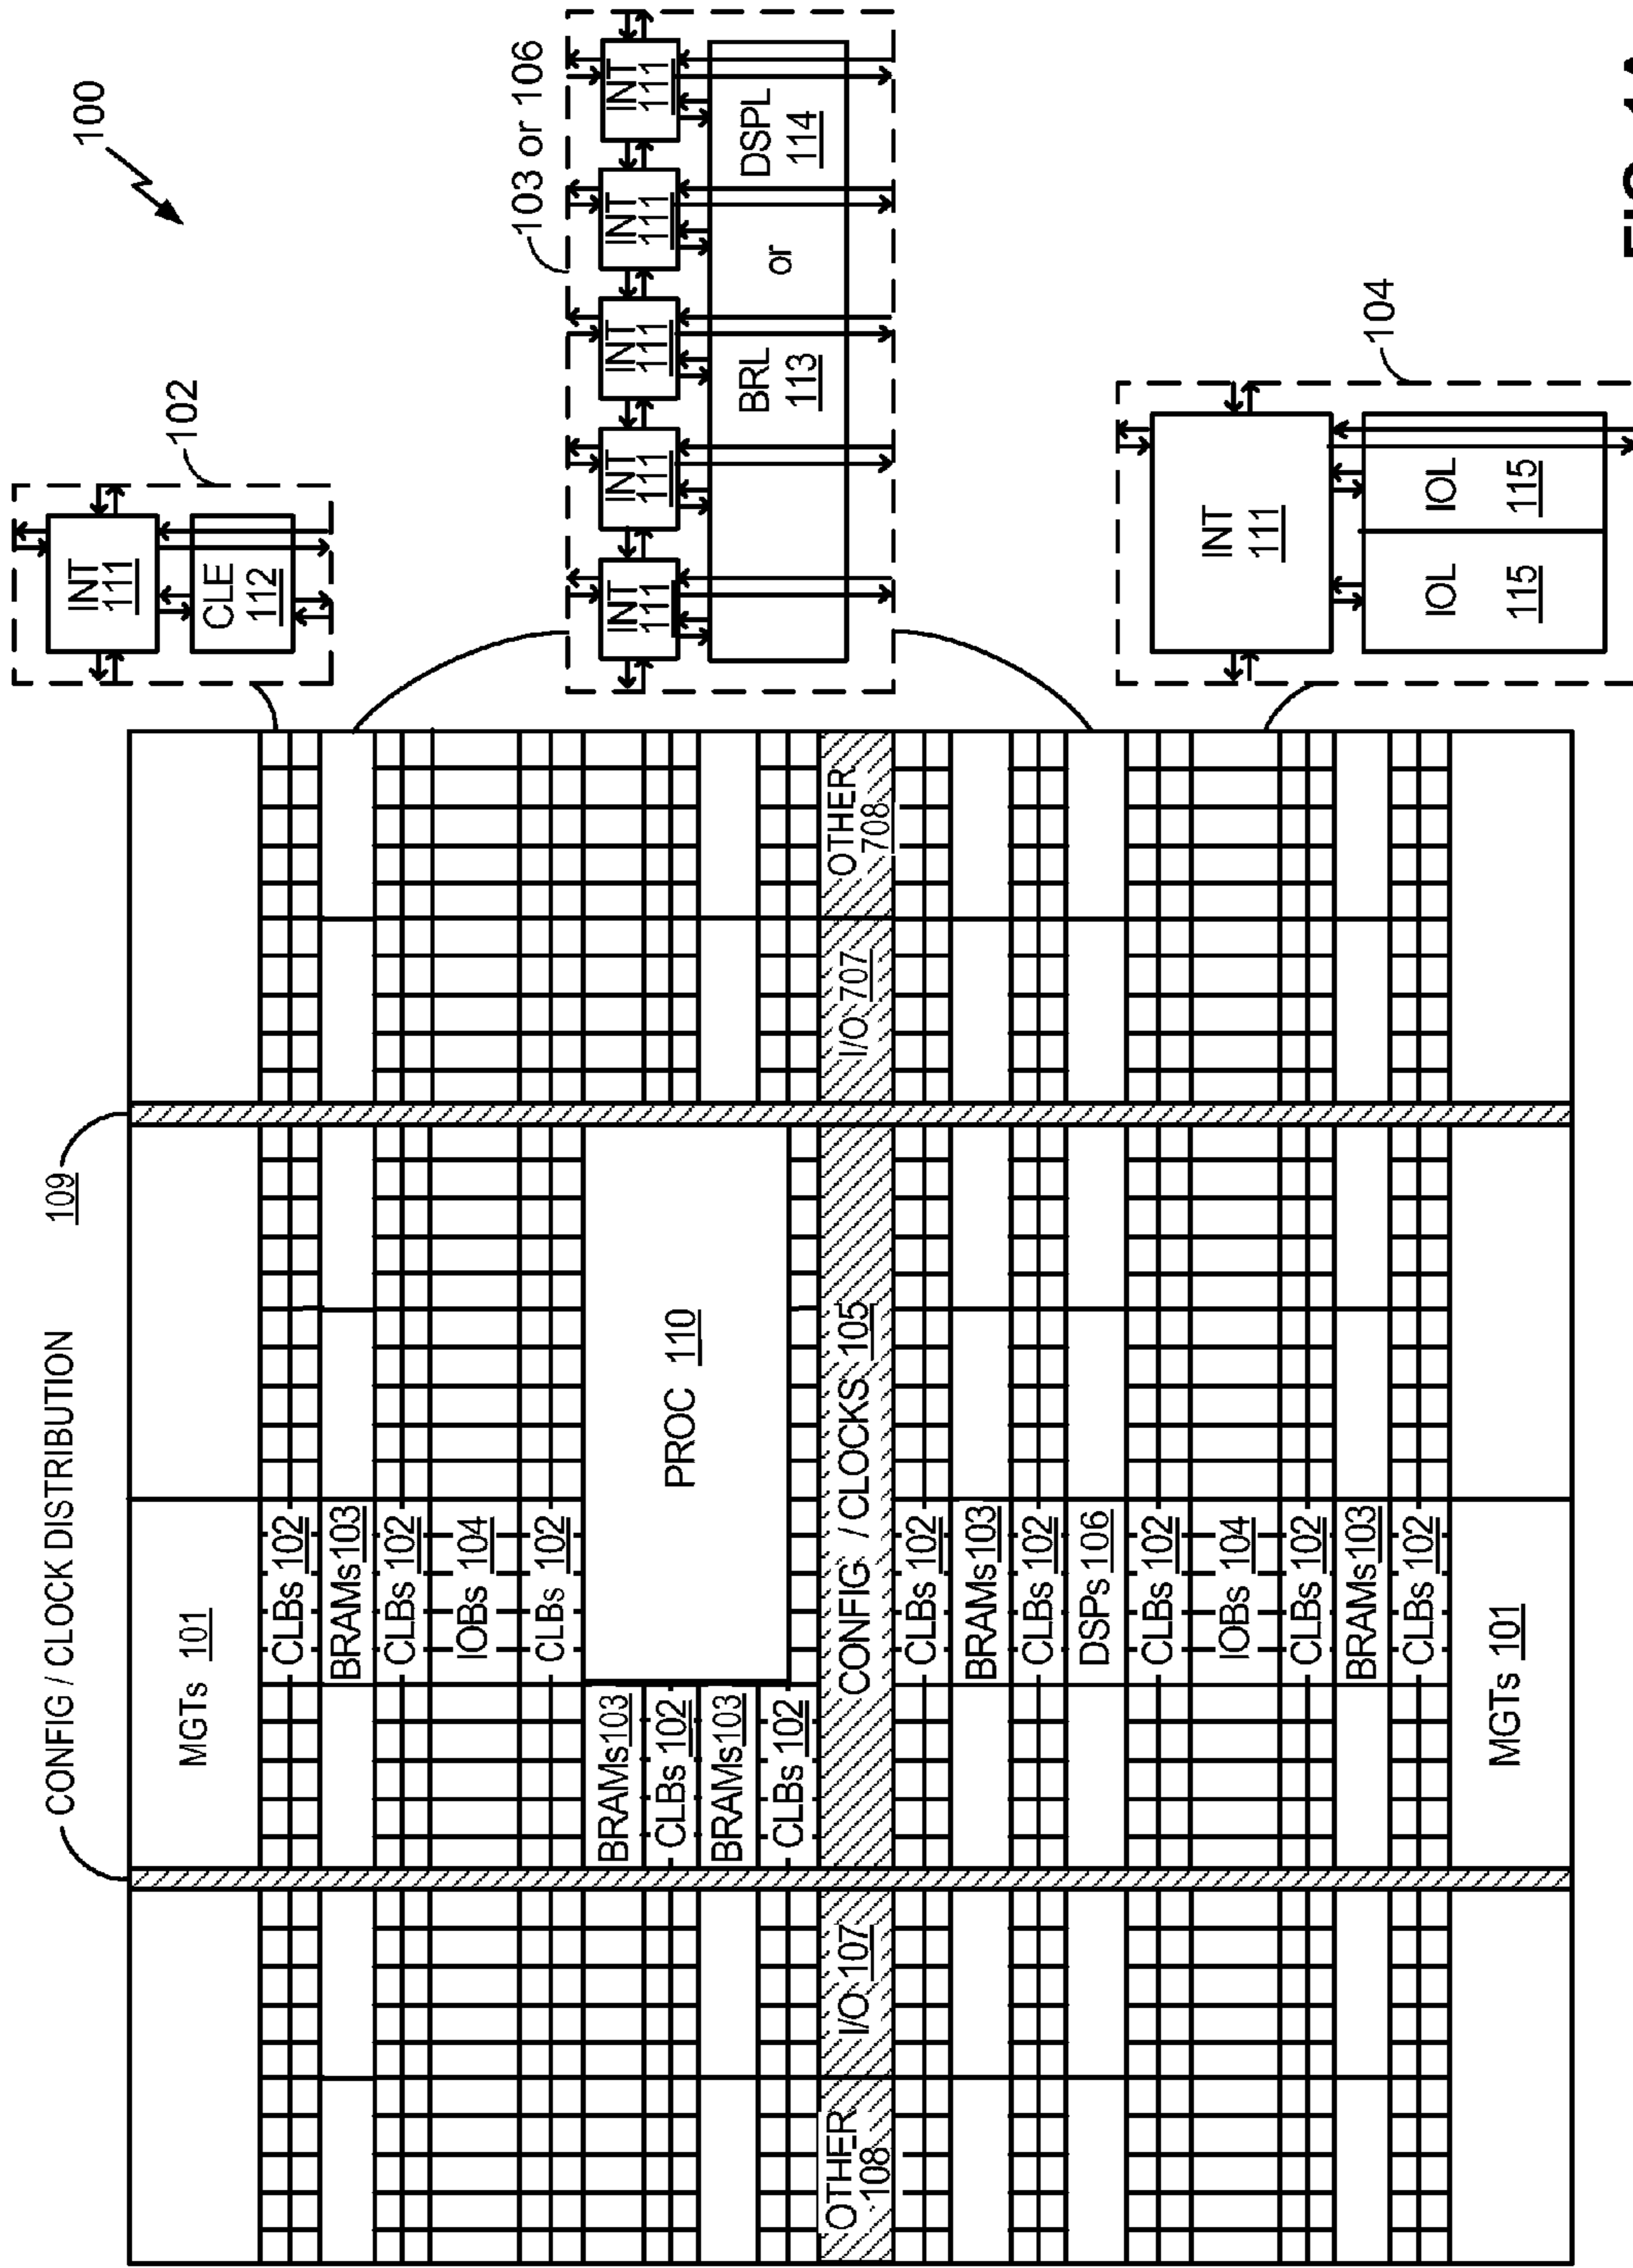 CONFIG / CLOCK DISTRIBUTION
109
100
MGTs 101
CLBs 102
BRAMs 103
CLBs 102
IOBs 104
CLBs 102
BRAMs 103
CLBs 102
BRAMs 103
CLBs 102
PROC 110
OTHER
108
I/O 107
CONFIG / CLOCKS 105
I/O 707
OTHER
708
CLBs 102
BRAMs 103
CLBs 102
DSPs 106
CLBs 102
IOBs 104
CLBs 102
BRAMs 103
CLBs 102
MGTs 101
102
INT
111
CLE
112
103 or 106
INT
111
INT
111
INT
111
INT
111
INT
111
BRL
113
or
DSPL
114
104
INT
111
IOL
115
IOL
115